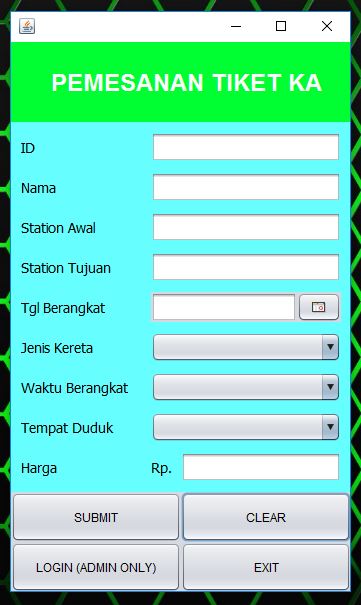 PEMESANAN TIKET KA
ID
Nama
Station Awal
Station Tujuan
Tgl Berangkat
Jenis Kereta
Waktu Berangkat
Tempat Duduk
Harga Rp.
SUBMIT CLEAR
LOGIN (ADMIN ONLY) EXIT